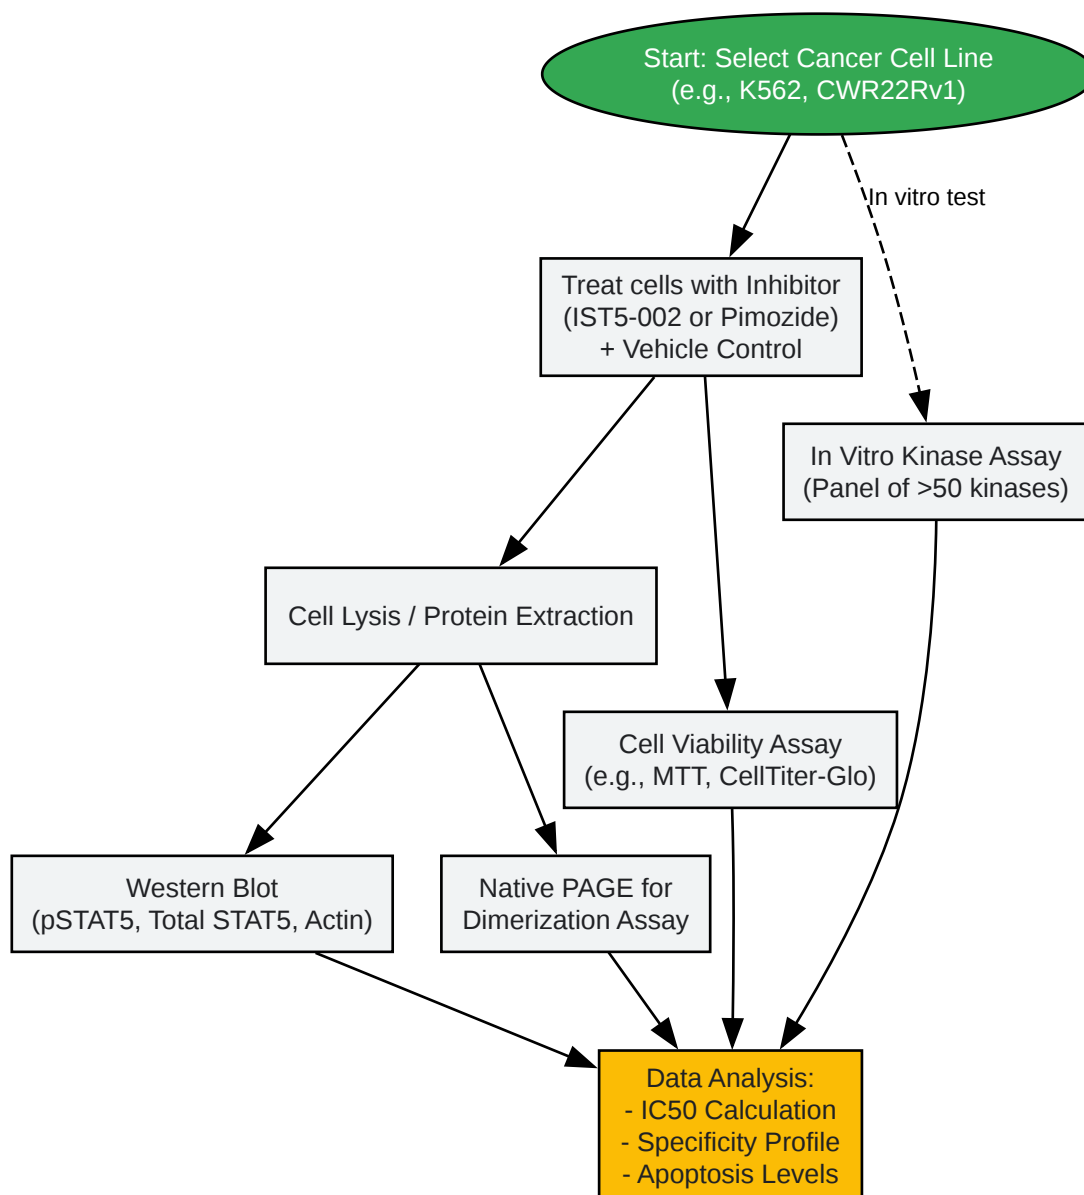 Start: Select Cancer Cell Line
(e.g., K562, CWR22Rv1)
In vitro test
Treat cells with Inhibitor
(IST5-002 or Pimozide)
+ Vehicle Control
In Vitro Kinase Assay
(Panel of >50 kinases)
Cell Lysis / Protein Extraction
Cell Viability Assay
(e.g., MTT, CellTiter-Glo)
Western Blot
(pSTAT5, Total STAT5, Actin)
Native PAGE for
Dimerization Assay
Data Analysis:
- IC50 Calculation
- Specificity Profile
- Apoptosis Levels